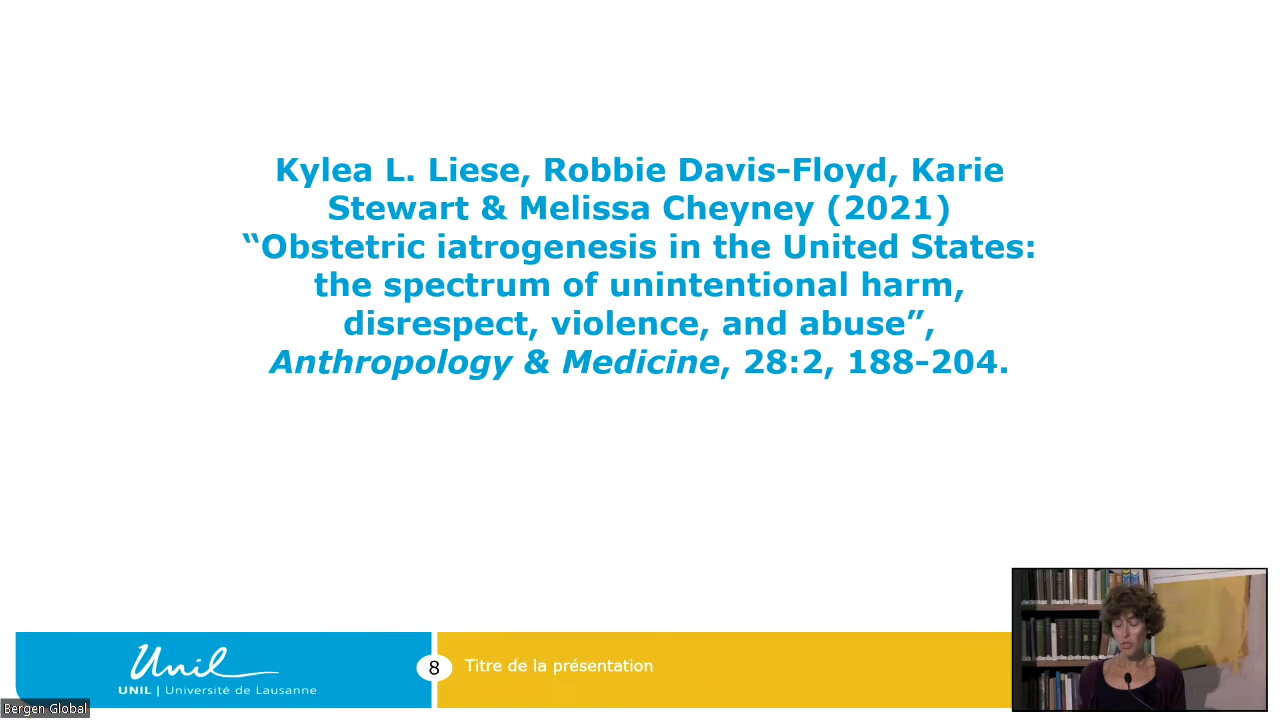 Kylea L. Liese, Robbie Davis-Floyd, Karie
Stewart & Melissa Cheyney (2021)
“Obstetric iatrogenesis in the United States:
the spectrum of unintentional harm,
disrespect, violence, and abuse”,
Anthropology & Medicine, 28:2, 188-204.
Unil
UNIL | Université de Lausanne
8
Titre de la présentation
Bergen Global